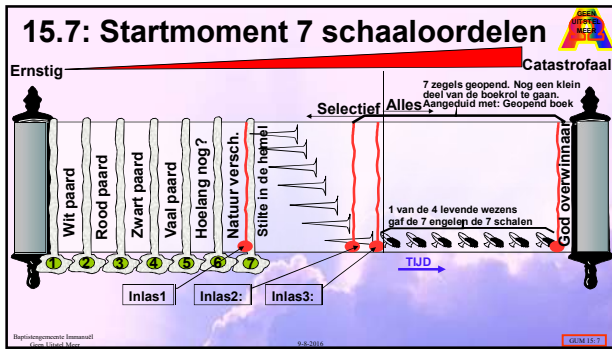 15.7: Startmoment 7 schaaloordelen
GEEN
UITSTEL
MEER
Ernstig
Catastrofaal
7 zegels geopend. Nog een klein
deel van de boekrol te gaan.
Aangeduid met: Geopend boek
Selectief
Alles
Wit paard
Rood paard
Zwart paard
Vaal paard
Hoelang nog?
Natuur versch.
Stilte in de hemel
God overwinnaar
1 van de 4 levende wezens
gaf de 7 engelen de 7 schalen
TIJD
1
2
3
4
5
6
7
Inlas1
Inlas2:
Inlas3:
Baptistengemeente Immanuël
Geen Uitstel Meer
9-8-2016
GUM 15: 7